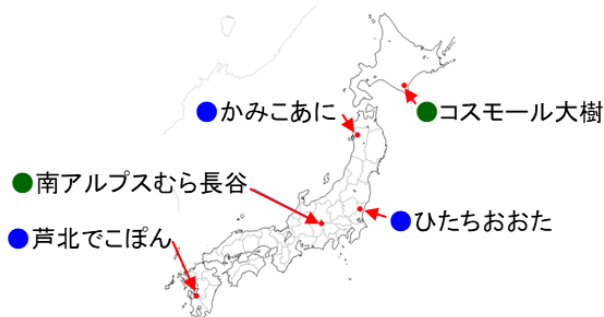 ●かみこあに
●コスモール大樹
●南アルプスむら長谷
●ひたちおおた
●芦北でこぽん